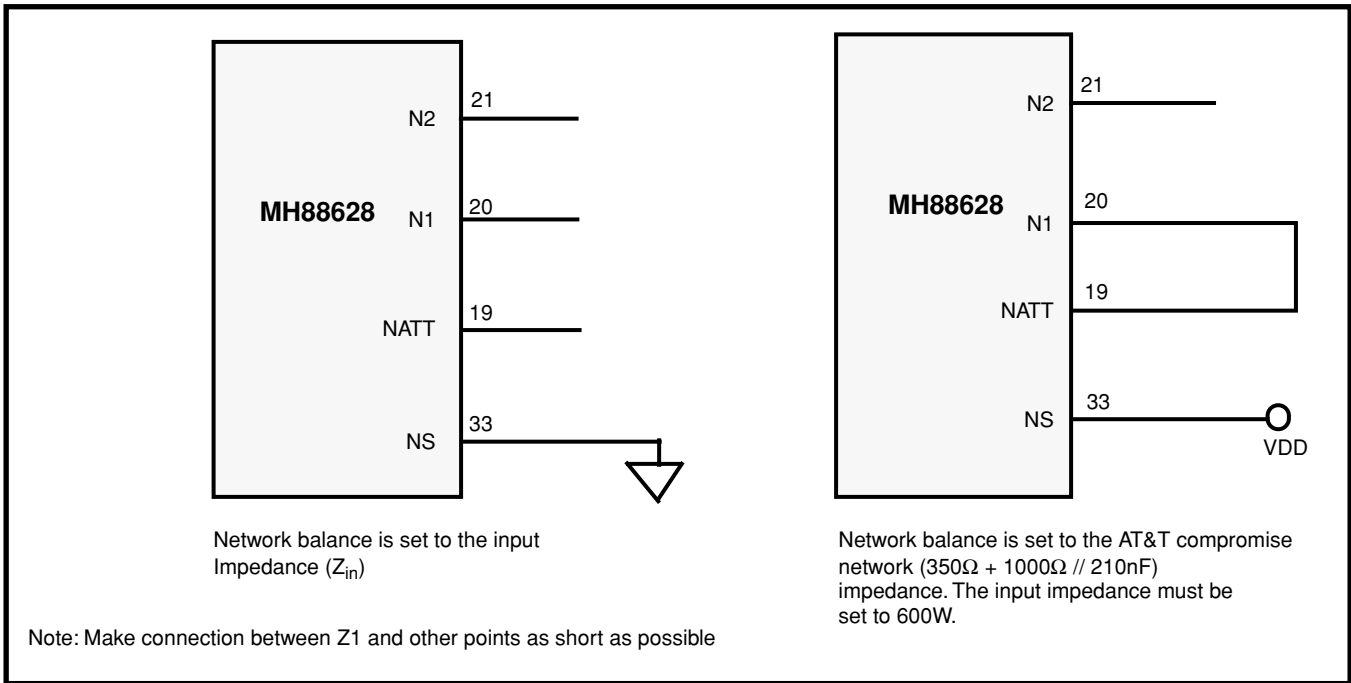 N2
21
MH88628
N1
20
NATT
19
NS
33
Network balance is set to the input
Impedance (Zin)
N2
21
MH88628
N1
20
NATT
19
NS
33
VDD
Network balance is set to the AT&T compromise
network (350Ω + 1000Ω // 210nF)
impedance. The input impedance must be
set to 600W.
Note: Make connection between Z1 and other points as short as possible